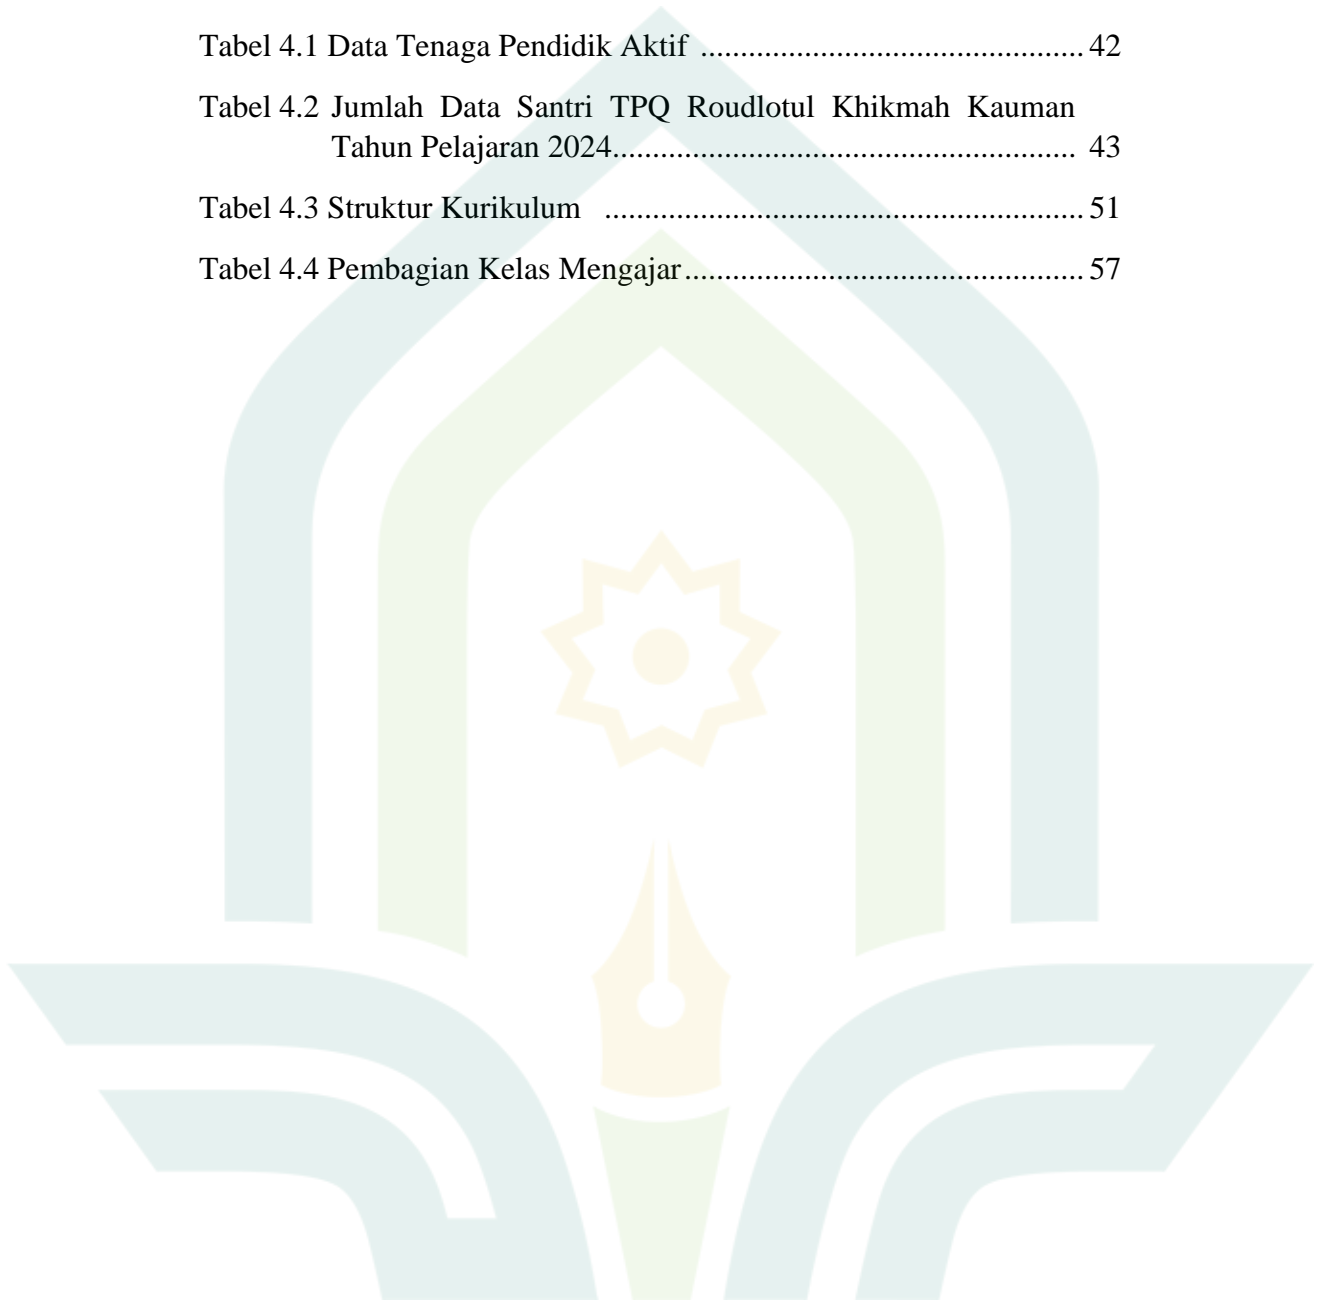 Tabel 4.1 Data Tenaga Pendidik Aktif ............................................... 42
Tabel 4.2 Jumlah Data Santri TPQ Roudlotul Khikmah Kauman
Tahun Pelajaran 2024......................................................... 43
Tabel 4.3 Struktur Kurikulum ........................................................... 51
Tabel 4.4 Pembagian Kelas Mengajar................................................. 57